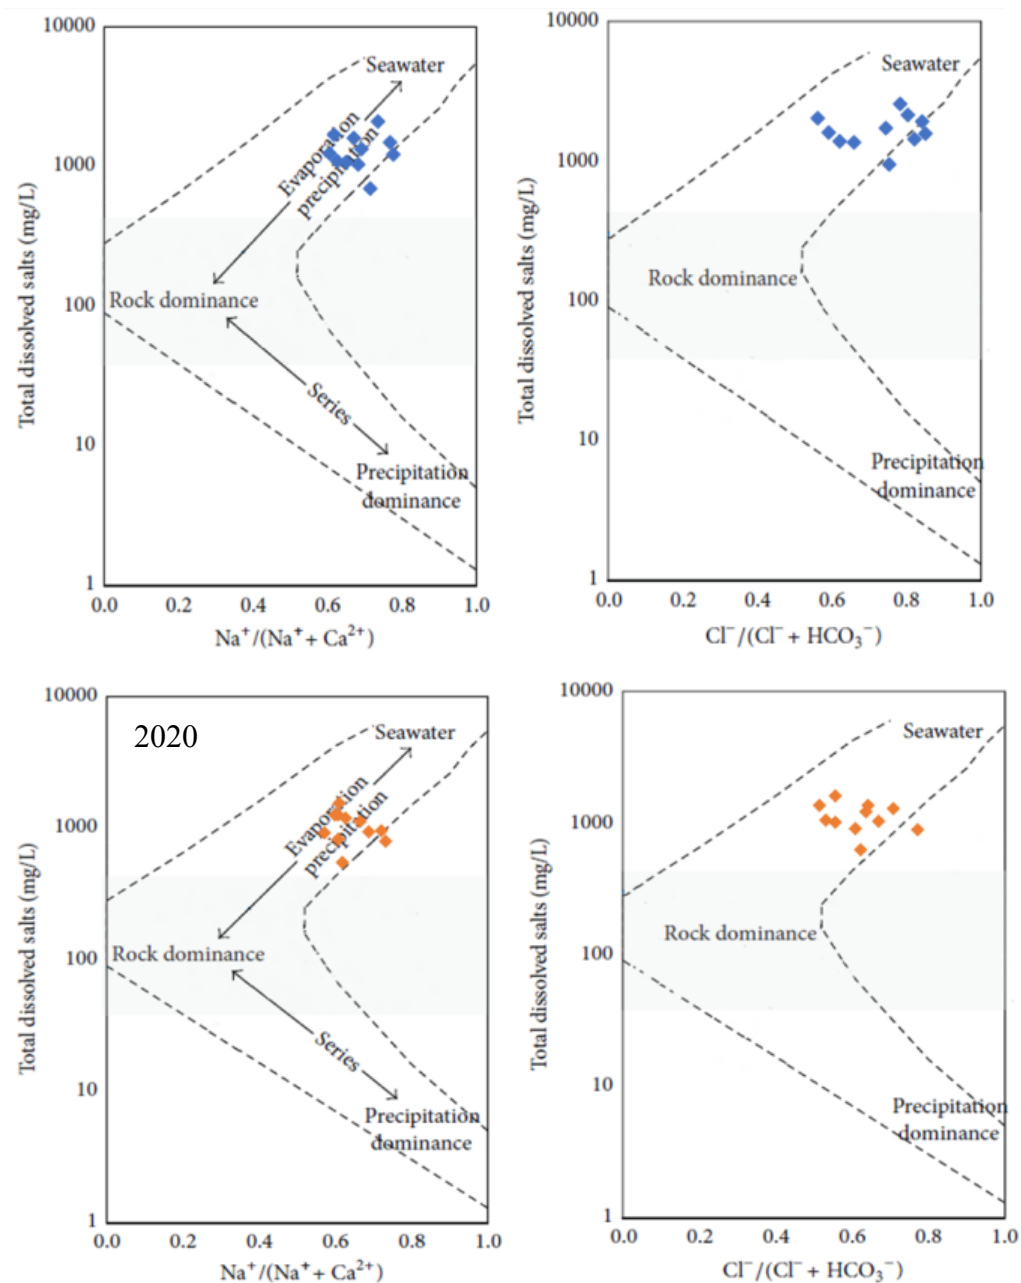 10000
1000
100
10
1
Total dissolved salts (mg/L)
Seawater
Evaporation
precipitation
Rock dominance
Series
Precipitation
dominance
0.0 0.2 0.4 0.6 0.8 1.0
Na⁺/(Na⁺ + Ca²⁺)
10000
1000
100
10
1
Total dissolved salts (mg/L)
Seawater
Rock dominance
Precipitation
dominance
0.0 0.2 0.4 0.6 0.8 1.0
Cl⁻/(Cl⁻ + HCO₃⁻)
10000
1000
100
10
1
Total dissolved salts (mg/L)
2020
Seawater
Evaporation
precipitation
Rock dominance
Series
Precipitation
dominance
0.0 0.2 0.4 0.6 0.8 1.0
Na⁺/(Na⁺ + Ca²⁺)
10000
1000
100
10
1
Total dissolved salts (mg/L)
Seawater
Rock dominance
Precipitation
dominance
0.0 0.2 0.4 0.6 0.8 1.0
Cl⁻/(Cl⁻ + HCO₃⁻)